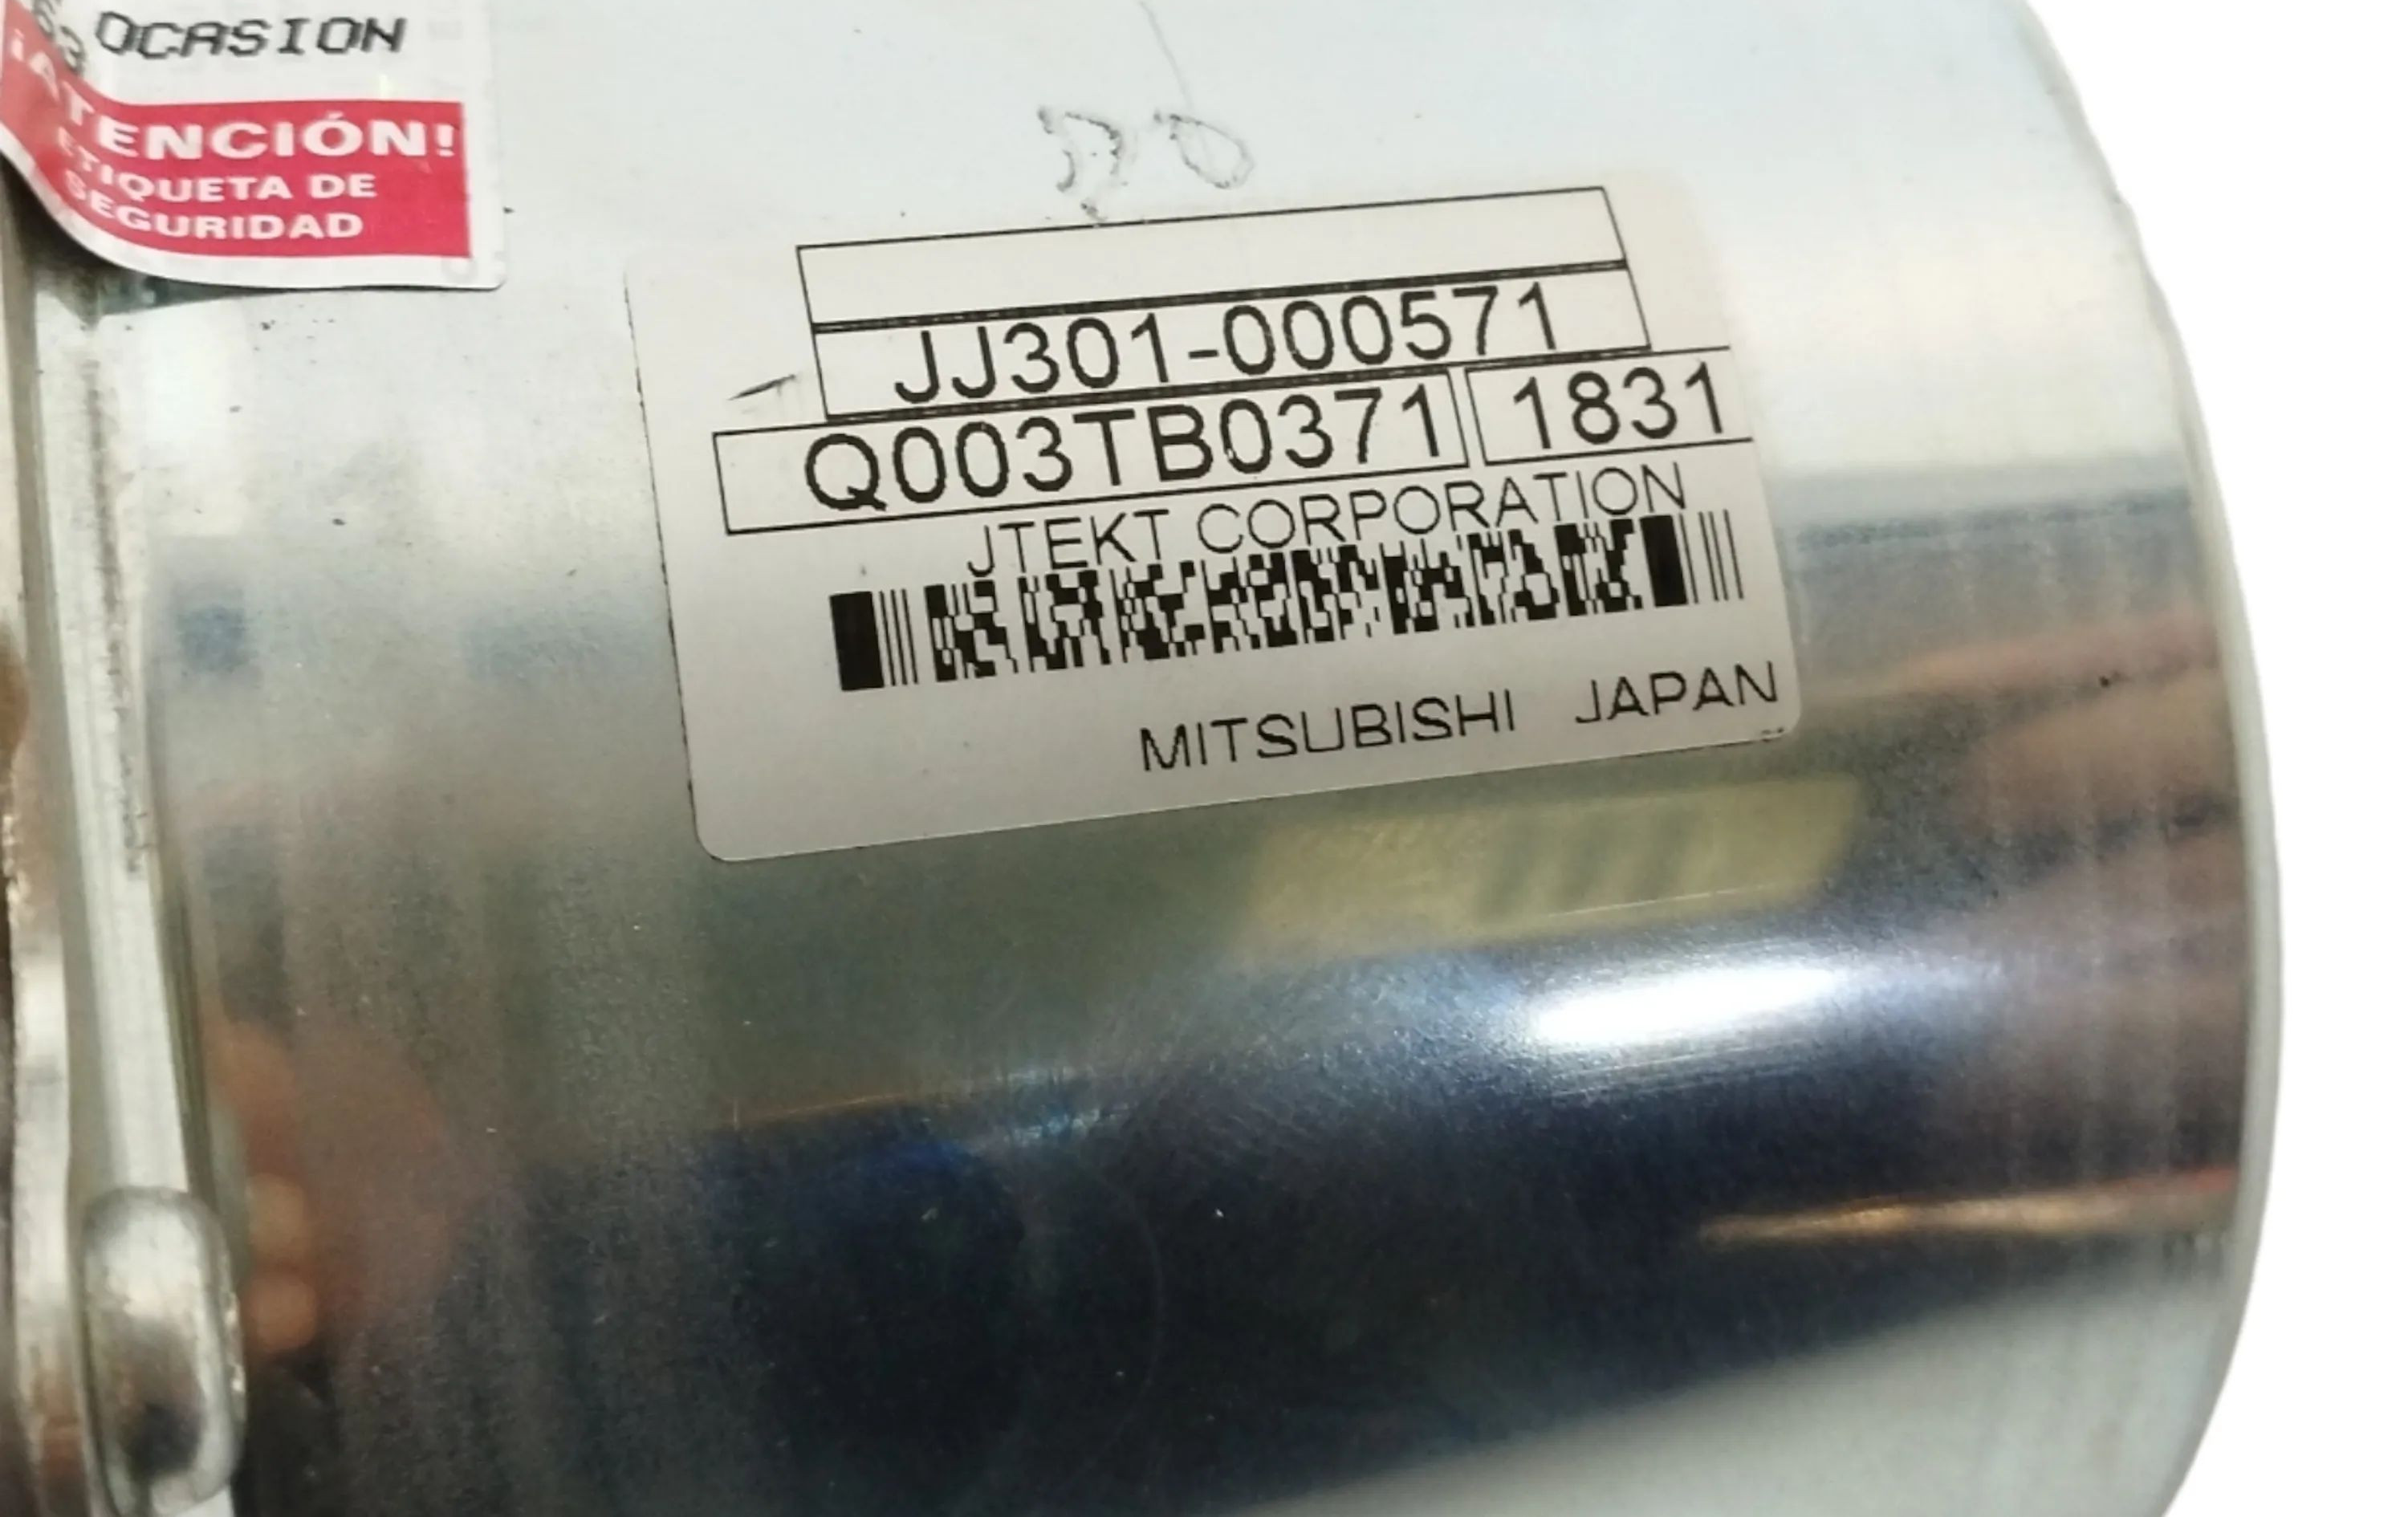 OCASION
¡ATENCIÓN!
ETIQUETA DE
SEGURIDAD
JJ301-000571
Q003TB0371 1831
JTEKT CORPORATION
MITSUBISHI JAPAN